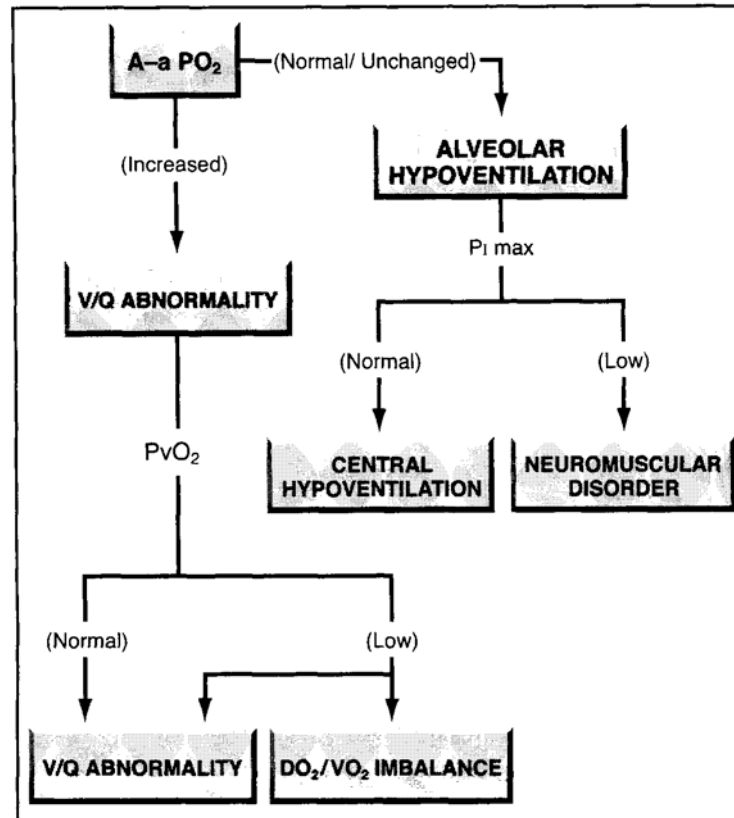 A–a PO₂
(Normal/ Unchanged)
(Increased)
ALVEOLAR
HYPOVENTILATION
PI max
V/Q ABNORMALITY
(Normal)
(Low)
PvO₂
CENTRAL
HYPOVENTILATION
NEUROMUSCULAR
DISORDER
(Normal)
(Low)
V/Q ABNORMALITY
DO₂/VO₂ IMBALANCE